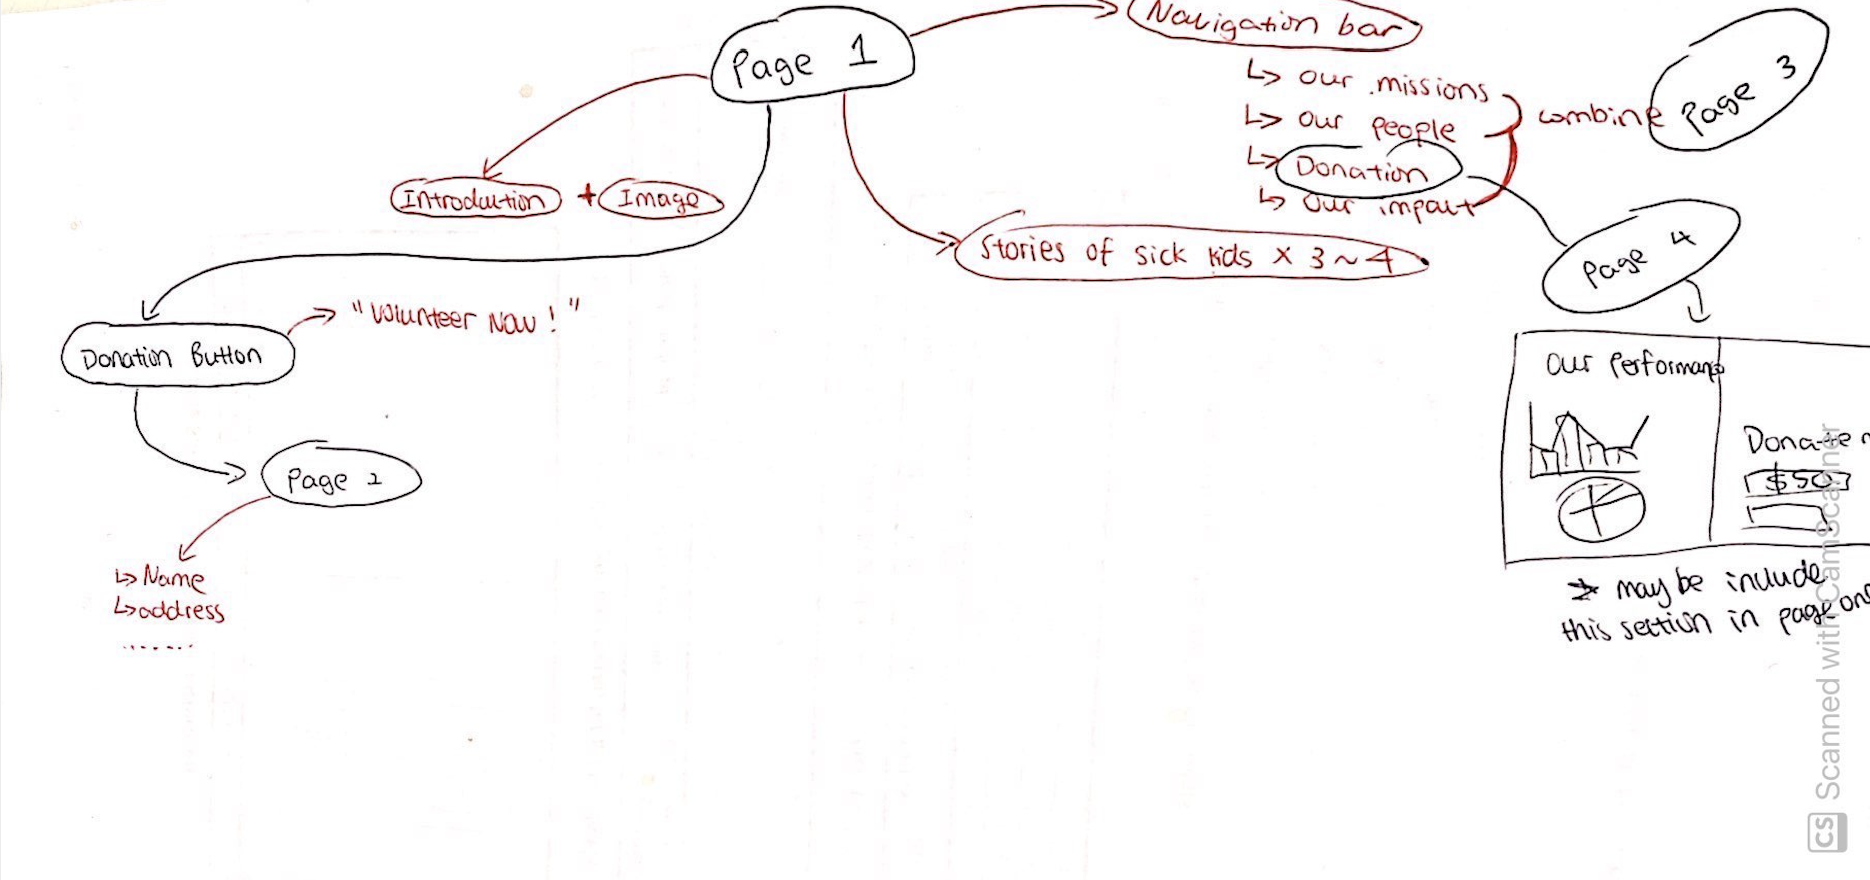 Page 1
Navigation bar
↳ our missions
↳ our people
↳ Donation
↳ our impact
combine
Page 3
Introduction + Image
Stories of sick kids x 3 ~ 4
Page 4
Donation Button
"Volunteer Now!"
Page 2
↳ Name
↳ address
.......
Our Performance
Donate
$50
→ may be include
this section in page one
CS Scanned with CamScanner